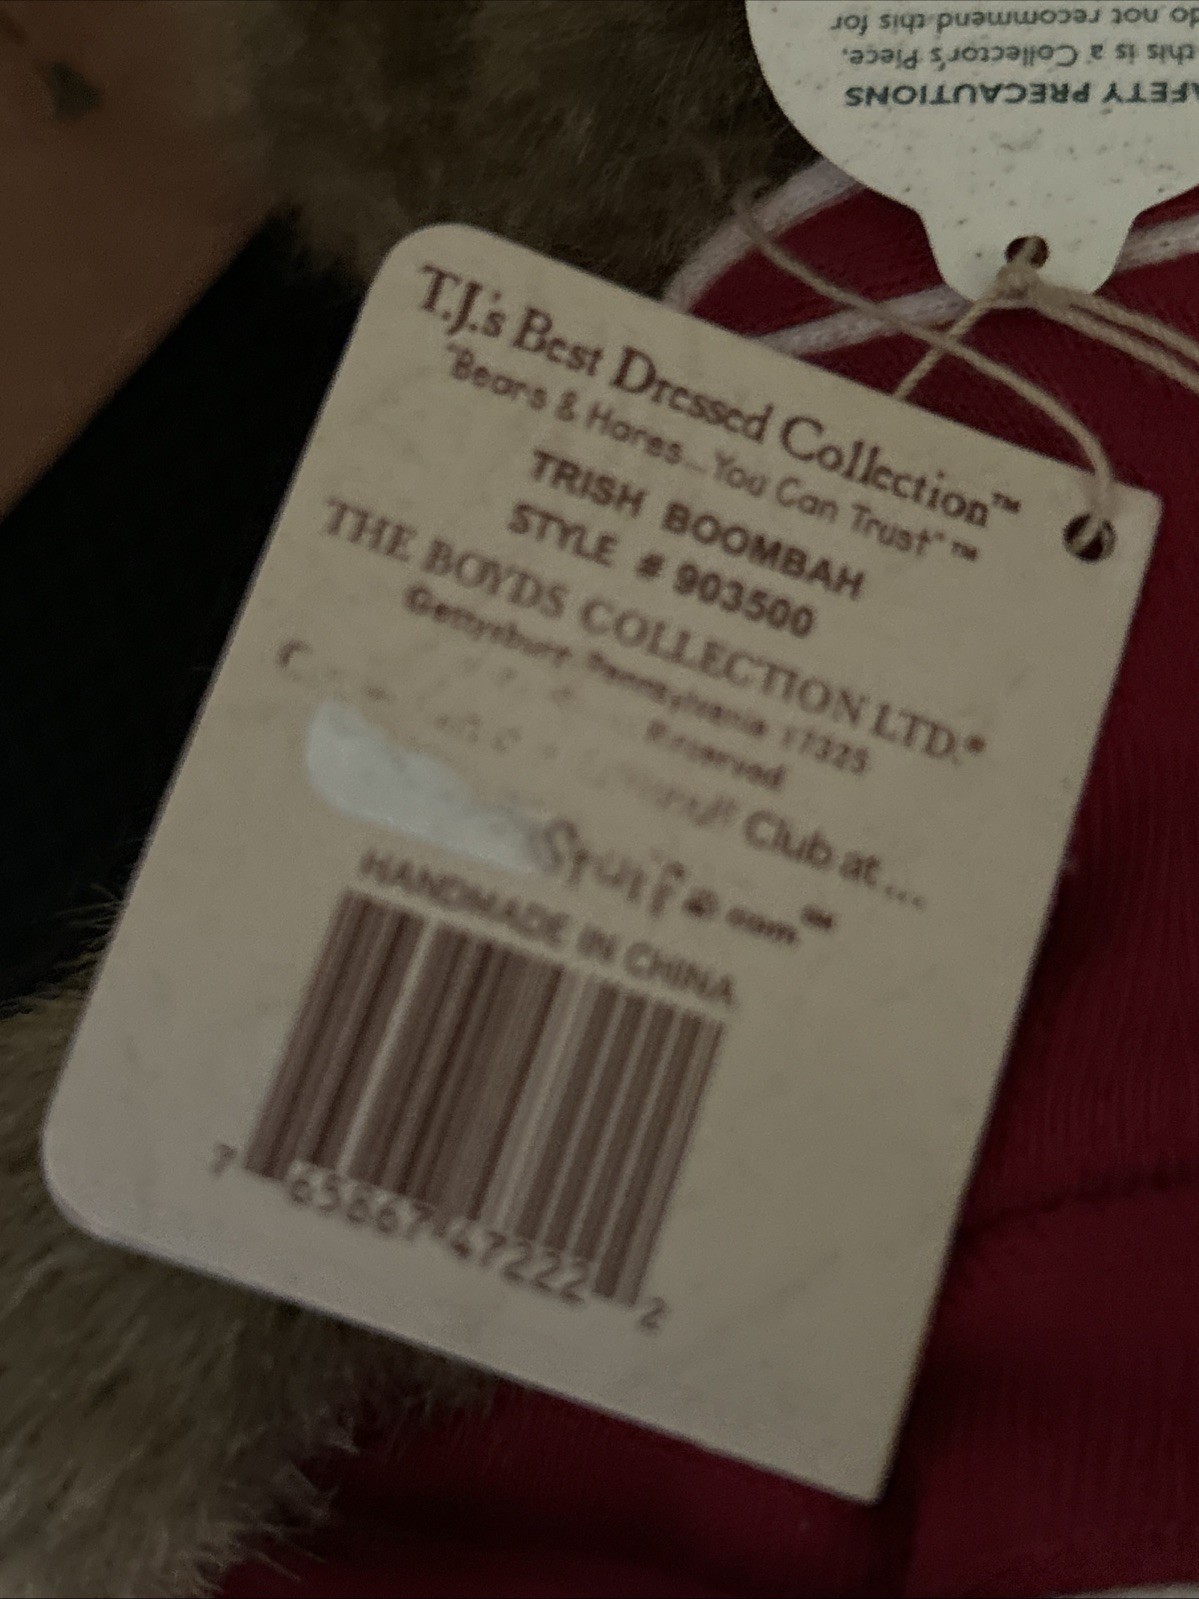 SAFETY PRECAUTIONS
this is a Collector's Piece,
do not recommend this for
T.J.'s Best Dressed Collection™
"Bears & Hares...You Can Trust"™
TRISH BOOMBAH
STYLE # 903500
THE BOYDS COLLECTION LTD.®
Gettysburg, Pennsylvania 17325
Reserved
Club at...
Stuff.com℠
HANDMADE IN CHINA
7 65867 47222 2